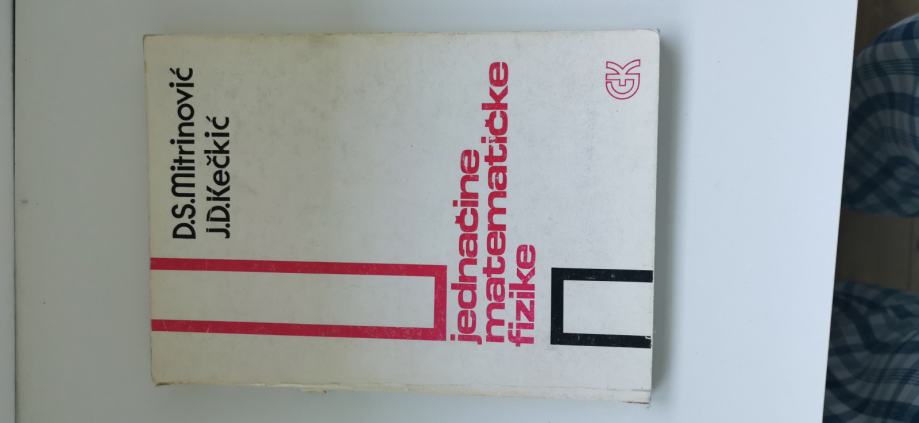 D.S.Mitrinović
J.D.Kečkić
jednačine
matematičke
fizike
GK